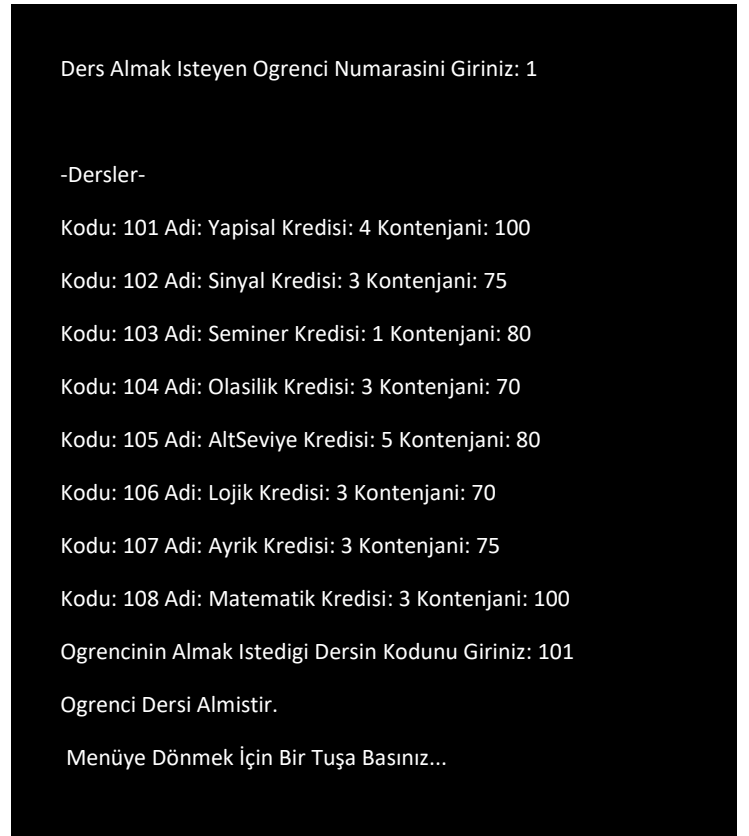 Ders Almak Isteyen Ogrenci Numarasini Giriniz: 1
-Dersler-
Kodu: 101 Adi: Yapisal Kredisi: 4 Kontenjani: 100
Kodu: 102 Adi: Sinyal Kredisi: 3 Kontenjani: 75
Kodu: 103 Adi: Seminer Kredisi: 1 Kontenjani: 80
Kodu: 104 Adi: Olasilik Kredisi: 3 Kontenjani: 70
Kodu: 105 Adi: AltSeviye Kredisi: 5 Kontenjani: 80
Kodu: 106 Adi: Lojik Kredisi: 3 Kontenjani: 70
Kodu: 107 Adi: Ayrik Kredisi: 3 Kontenjani: 75
Kodu: 108 Adi: Matematik Kredisi: 3 Kontenjani: 100
Ogrencinin Almak Istedigi Dersin Kodunu Giriniz: 101
Ogrenci Dersi Almistir.
Menüye Dönmek İçin Bir Tuşa Basınız...